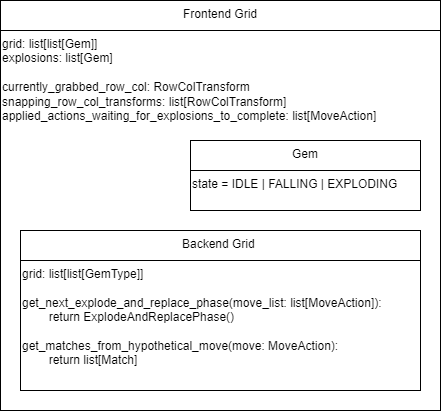 Frontend Grid
grid: list[list[Gem]]
explosions: list[Gem]
currently_grabbed_row_col: RowColTransform
snapping_row_col_transforms: list[RowColTransform]
applied_actions_waiting_for_explosions_to_complete: list[MoveAction]
Gem
state = IDLE | FALLING | EXPLODING
Backend Grid
grid: list[list[GemType]]
get_next_explode_and_replace_phase(move_list: list[MoveAction]):
return ExplodeAndReplacePhase()
get_matches_from_hypothetical_move(move: MoveAction):
return list[Match]